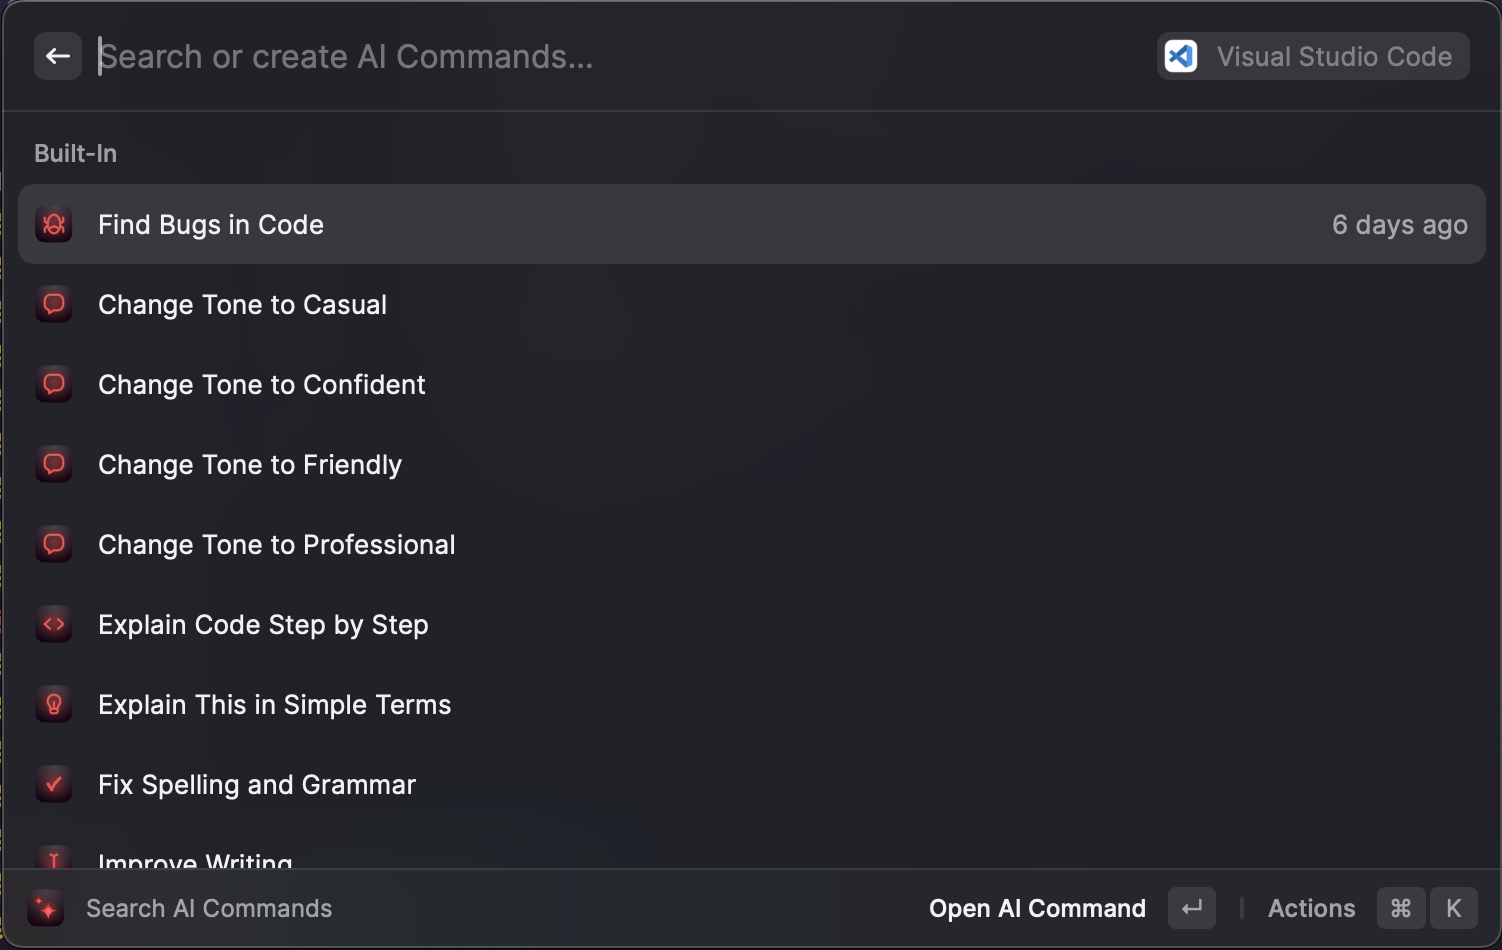 Search or create AI Commands...
Visual Studio Code
Built-In
Find Bugs in Code
6 days ago
Change Tone to Casual
Change Tone to Confident
Change Tone to Friendly
Change Tone to Professional
Explain Code Step by Step
Explain This in Simple Terms
Fix Spelling and Grammar
Improve Writing
Search AI Commands
Open AI Command ↵ | Actions ⌘ K